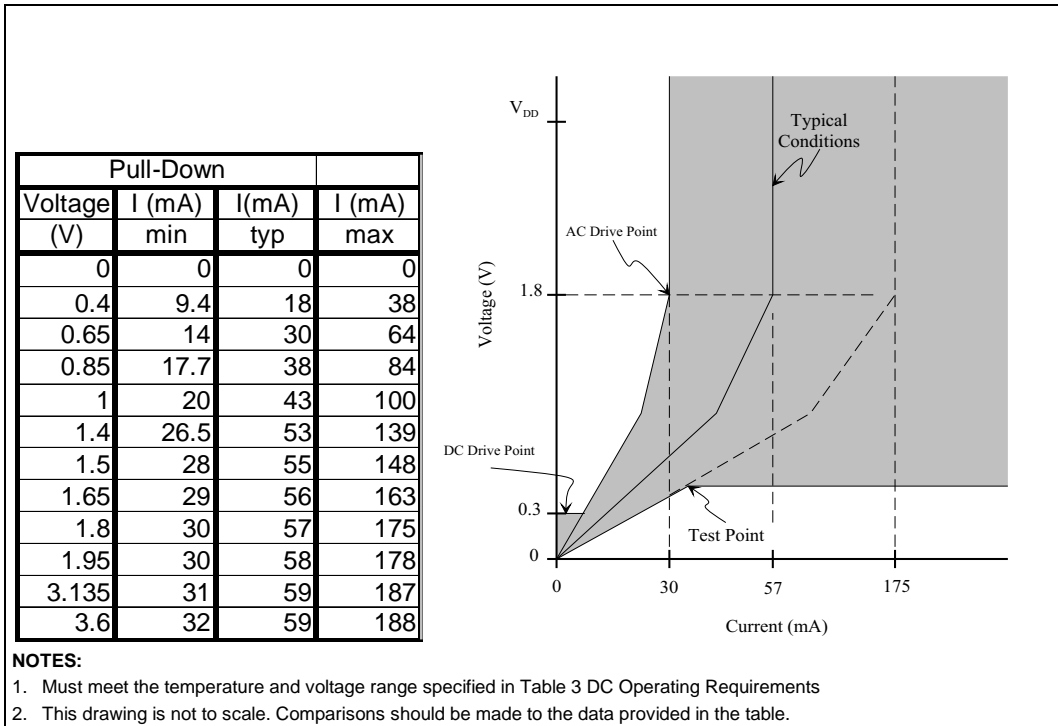 Pull-Down
Voltage I (mA) I(mA) I (mA)
(V) min typ max
0 0 0 0
0.4 9.4 18 38
0.65 14 30 64
0.85 17.7 38 84
1 20 43 100
1.4 26.5 53 139
1.5 28 55 148
1.65 29 56 163
1.8 30 57 175
1.95 30 58 178
3.135 31 59 187
3.6 32 59 188
VDD
Typical
Conditions
AC Drive Point
Voltage (V)
1.8
DC Drive Point
0.3
Test Point
0
0 30 57 175
Current (mA)
NOTES:
1. Must meet the temperature and voltage range specified in Table 3 DC Operating Requirements
2. This drawing is not to scale. Comparisons should be made to the data provided in the table.